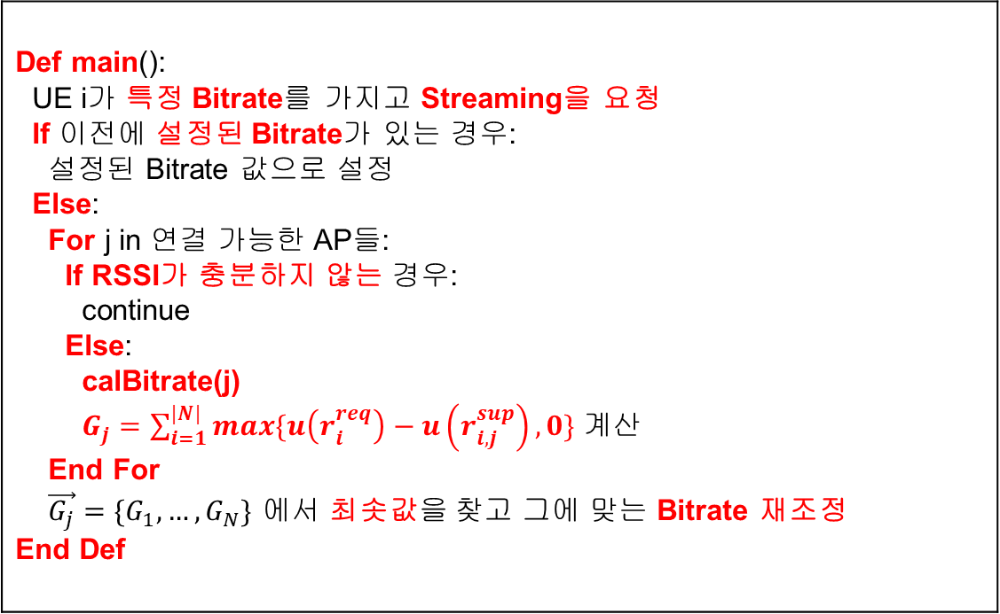 Def main():
UE i가 특정 Bitrate를 가지고 Streaming을 요청
If 이전에 설정된 Bitrate가 있는 경우:
설정된 Bitrate 값으로 설정
Else:
For j in 연결 가능한 AP들:
If RSSI가 충분하지 않는 경우:
continue
Else:
calBitrate(j)
$G_j = \sum_{i=1}^{|N|} max\{u(r_i^{req}) - u(r_{i,j}^{sup}), 0\}$ 계산
End For
$\overrightarrow{G_j} = \{G_1, \ldots, G_N\}$ 에서 최솟값을 찾고 그에 맞는 Bitrate 재조정
End Def